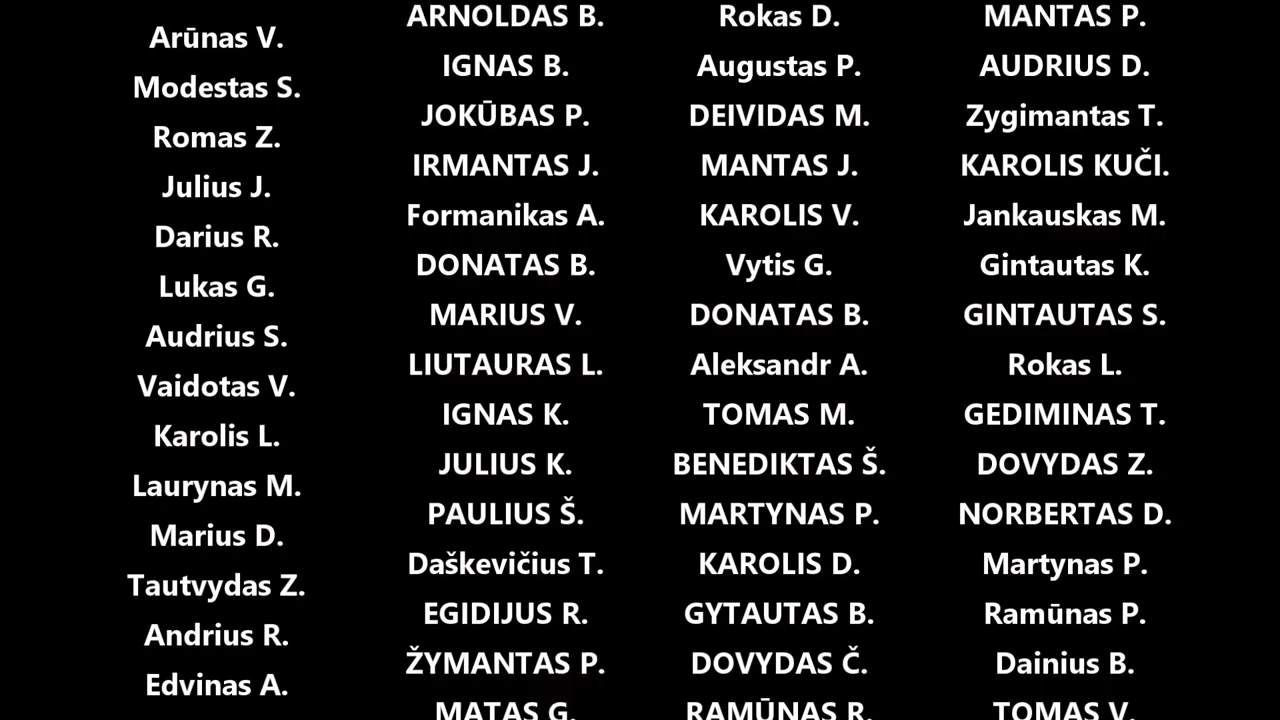 Arūnas V.
Modestas S.
Romas Z.
Julius J.
Darius R.
Lukas G.
Audrius S.
Vaidotas V.
Karolis L.
Laurynas M.
Marius D.
Tautvydas Z.
Andrius R.
Edvinas A.
ARNOLDAS B.
IGNAS B.
JOKŪBAS P.
IRMANTAS J.
Formanikas A.
DONATAS B.
MARIUS V.
LIUTAURAS L.
IGNAS K.
JULIUS K.
PAULIUS Š.
Daškevičius T.
EGIDIJUS R.
ŽYMANTAS P.
MATAS G.
Rokas D.
Augustas P.
DEIVIDAS M.
MANTAS J.
KAROLIS V.
Vytis G.
DONATAS B.
Aleksandr A.
TOMAS M.
BENEDIKTAS Š.
MARTYNAS P.
KAROLIS D.
GYTAUTAS B.
DOVYDAS Č.
RAMŪNAS R.
MANTAS P.
AUDRIUS D.
Zygimantas T.
KAROLIS KUČI.
Jankauskas M.
Gintautas K.
GINTAUTAS S.
Rokas L.
GEDIMINAS T.
DOVYDAS Z.
NORBERTAS D.
Martynas P.
Ramūnas P.
Dainius B.
TOMAS V.